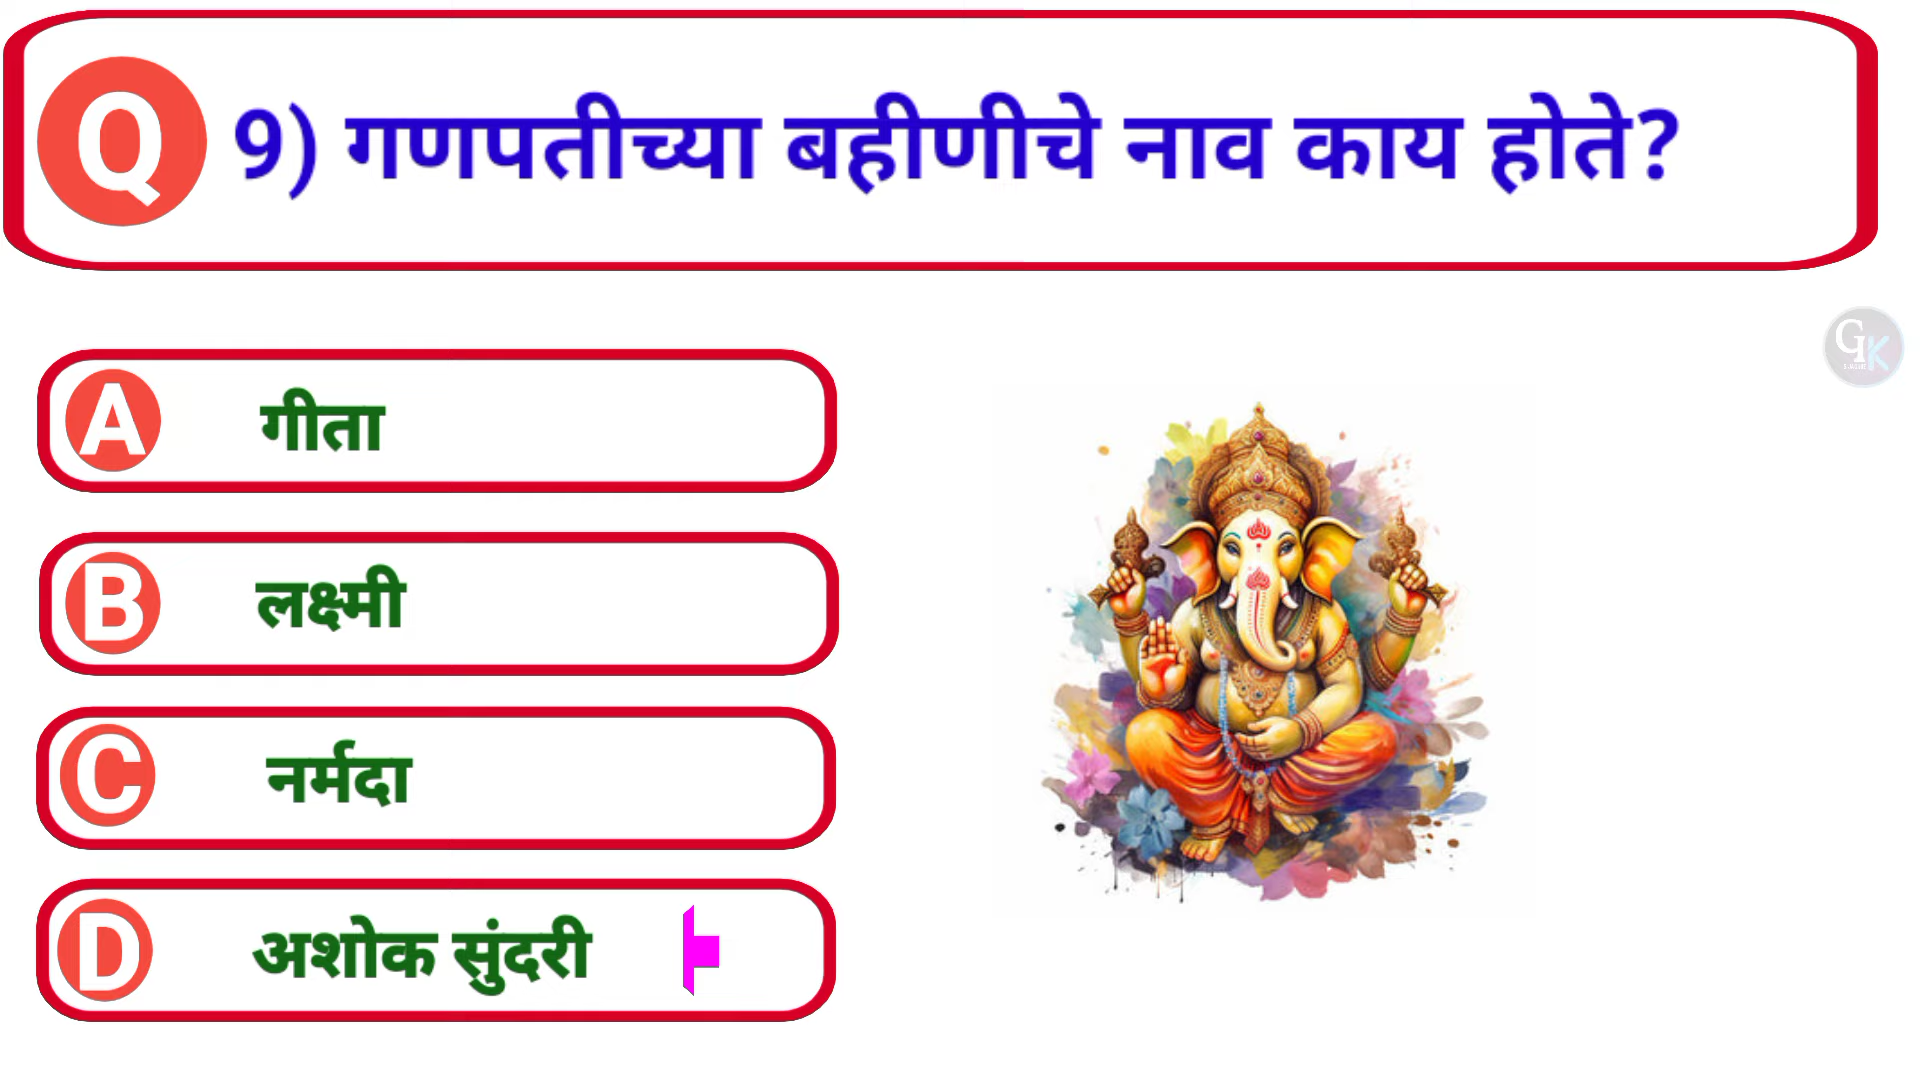 Q 9) गणपतीच्या बहीणीचे नाव काय होते?
GK
A गीता
B लक्ष्मी
C नर्मदा
D अशोक सुंदरी